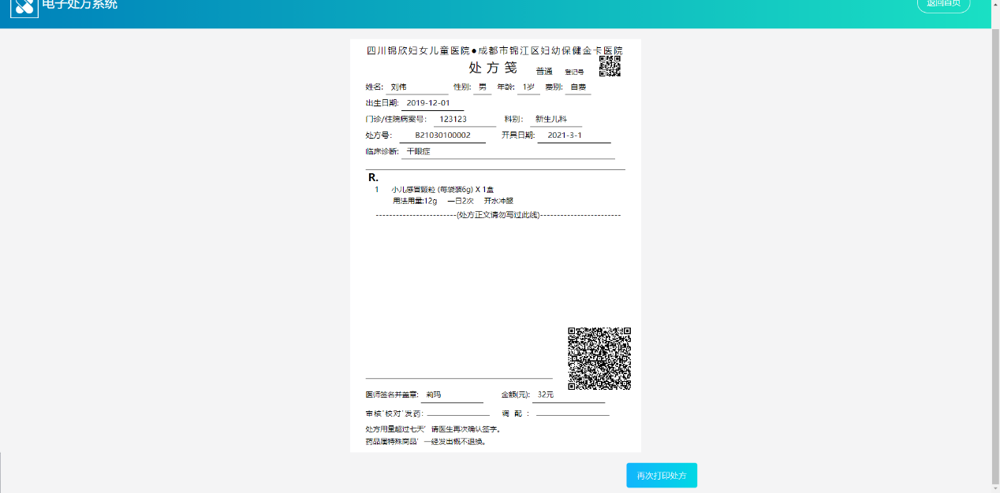 电子处方系统
返回首页
四川锦欣妇女儿童医院●成都市锦江区妇幼保健金卡医院
处方笺 普通 登记号
姓名: 刘伟 性别: 男 年龄: 1岁 费别: 自费
出生日期: 2019-12-01
门诊/住院病案号: 123123 科别: 新生儿科
处方号: B21030100002 开具日期: 2021-3-1
临床诊断: 干眼症
R.
1 小儿感冒颗粒 (每袋装6g) X 1盒
用法用量:12g 一日2次 开水冲服
------------------------(处方正文请勿写过此线)------------------------
医师签名并盖章: 莉玛 金额(元): 32元
审核'校对'发药: 调 配 :
处方用量超过七天'请医生再次确认签字。
药品属特殊商品'一经发出概不退换。
再次打印处方